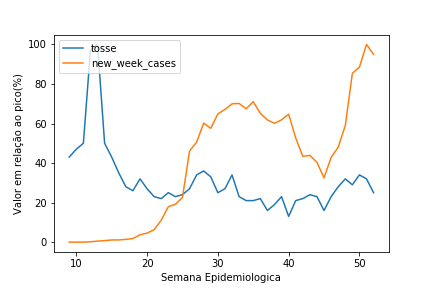 100
80
60
40
20
0
Valor em relação ao pico(%)
tosse
new_week_cases
10
20
30
40
50
Semana Epidemiologica